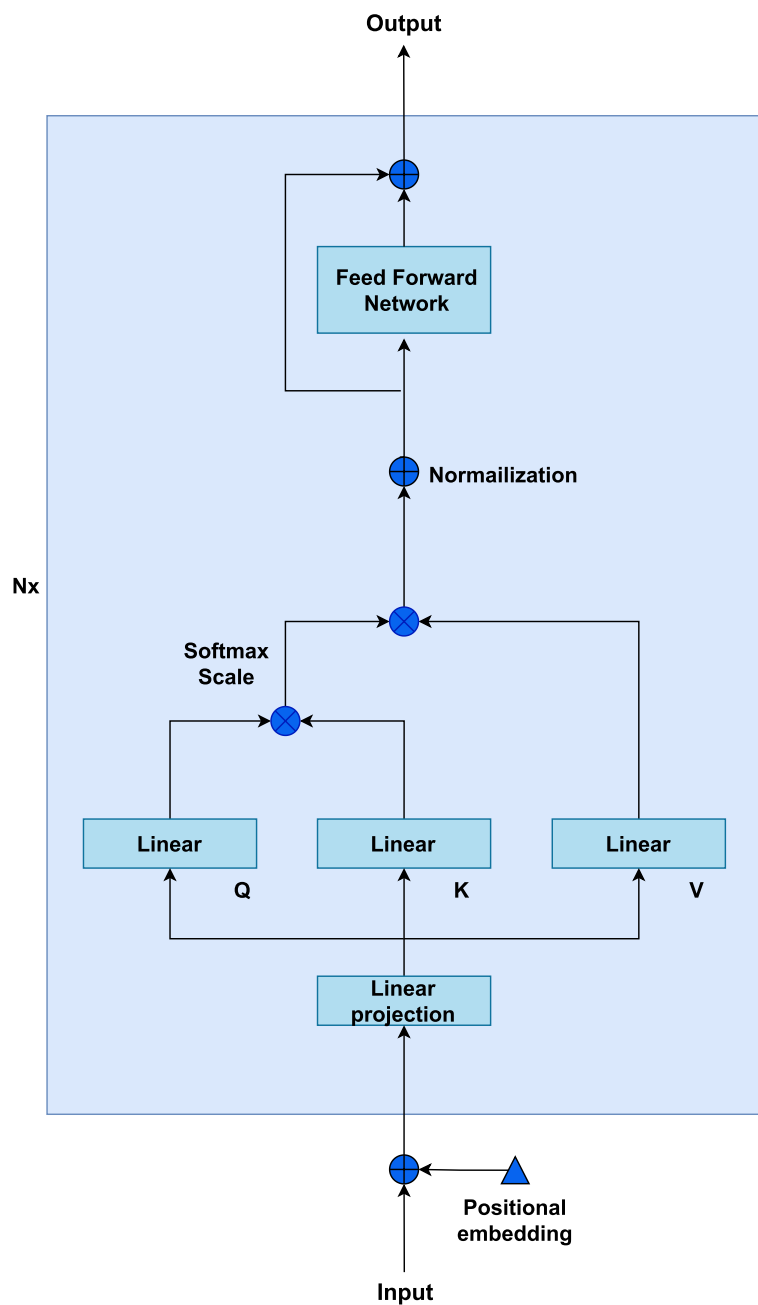 Output
Feed Forward
Network
Normailization
Nx
Softmax
Scale
Linear
Linear
Linear
Q
K
V
Linear
projection
Positional
embedding
Input